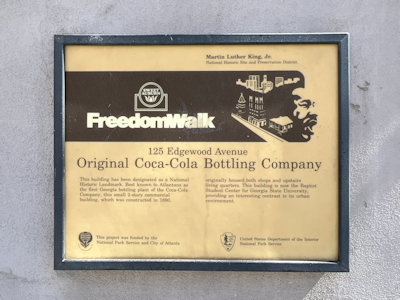 Martin Luther King, Jr.
National Historic Site and Preservation District
SWEET
AUBURN
FreedomWalk
125 Edgewood Avenue
Original Coca-Cola Bottling Company
This building has been designated as a National
Historic Landmark. Best known to Atlantans as
the first Georgia bottling plant of the Coca-Cola
Company, this small 2-story commercial
building, which was constructed in 1890,
originally housed both shops and upstairs
living quarters. This building is now the Baptist
Student Center for Georgia State University,
providing an interesting contrast to its urban
environment.
This project was funded by the
National Park Service and City of Atlanta
United States Department of the Interior
National Park Service